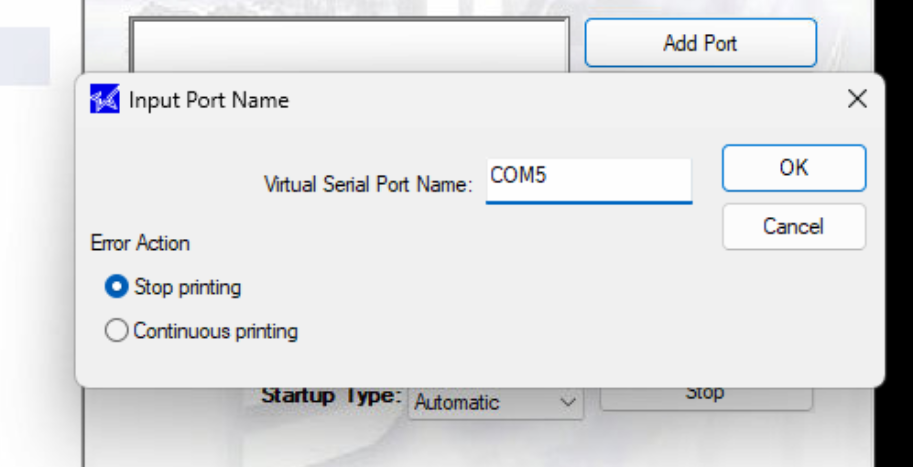 Add Port
Input Port Name
Virtual Serial Port Name: COM5
OK
Cancel
Error Action
Stop printing
Continuous printing
Startup Type: Automatic
Stop